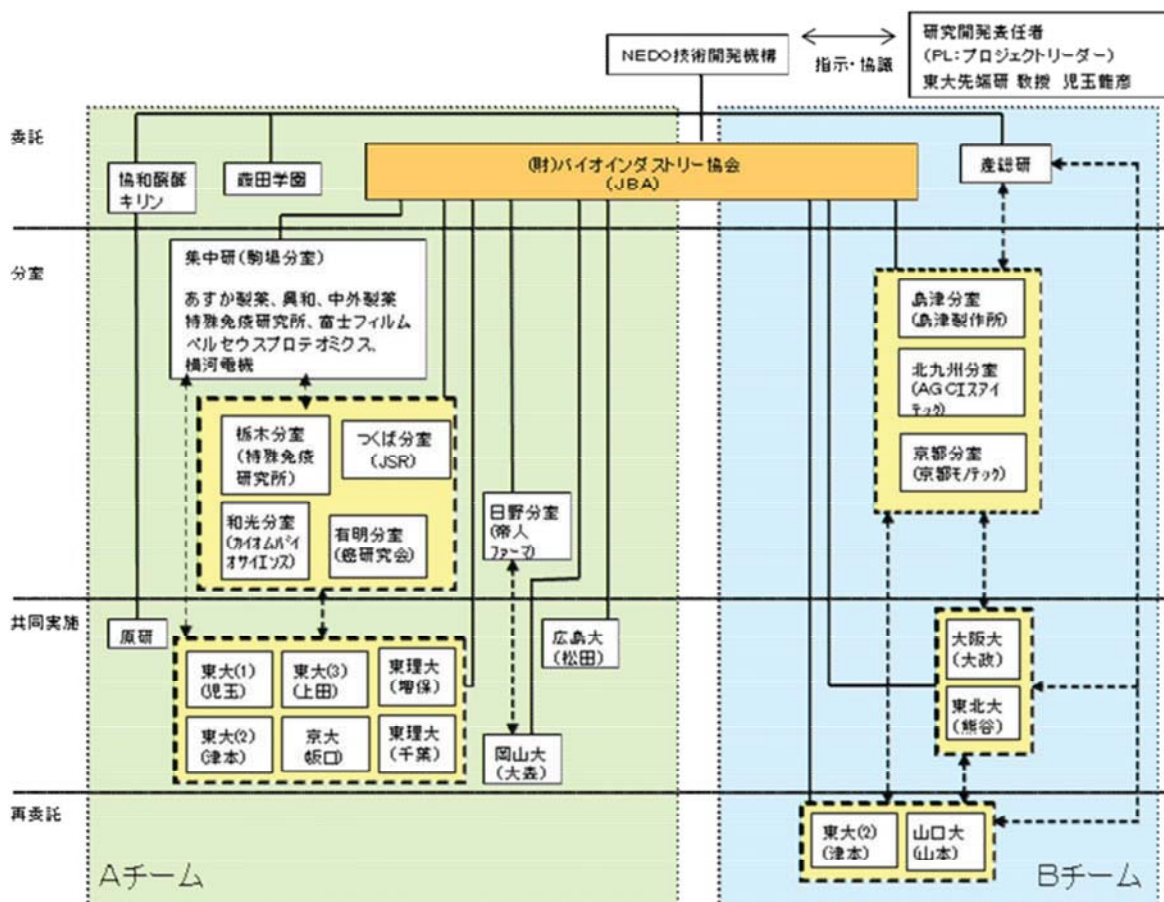 NEDO技術開発機構
指示・協議
研究開発責任者
(PL:プロジェクトリーダー)
東大先端研 教授 児玉龍彦
委託
協和醗酵
キリン
藤田学園
(財)バイオインダストリー協会
(JBA)
産総研
分室
集中研(駒場分室)
あすか製薬、興和、中外製薬
特殊免疫研究所、富士フィルム
ペルセウスプロテオミクス、
横河電機
栃木分室
(特殊免疫
研究所)
つくば分室
(JSR)
和光分室
(カイオムバイ
オサイエンス)
有明分室
(癌研究会)
日野分室
(帝人
ファーマ)
島津分室
(島津製作所)
北九州分室
(AGCエスアイ
テック)
京都分室
(京都モノテック)
共同実施
原研
東大(1)
(児玉)
東大(3)
(上田)
東理大
(増保)
東大(2)
(津本)
京大
(坂口)
東理大
(千葉)
広島大
(松田)
岡山大
(大森)
大阪大
(大政)
東北大
(熊谷)
再委託
東大(2)
(津本)
山口大
(山本)
Aチーム
Bチーム